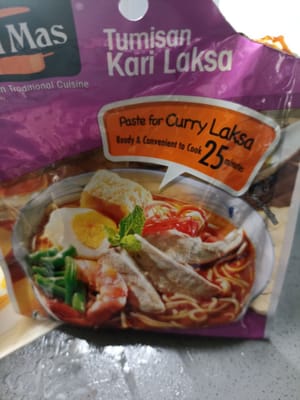 Mas
Traditional Cuisine
Tumisan
Kari Laksa
Paste for Curry Laksa
Ready & Convenient to Cook 25 minutes